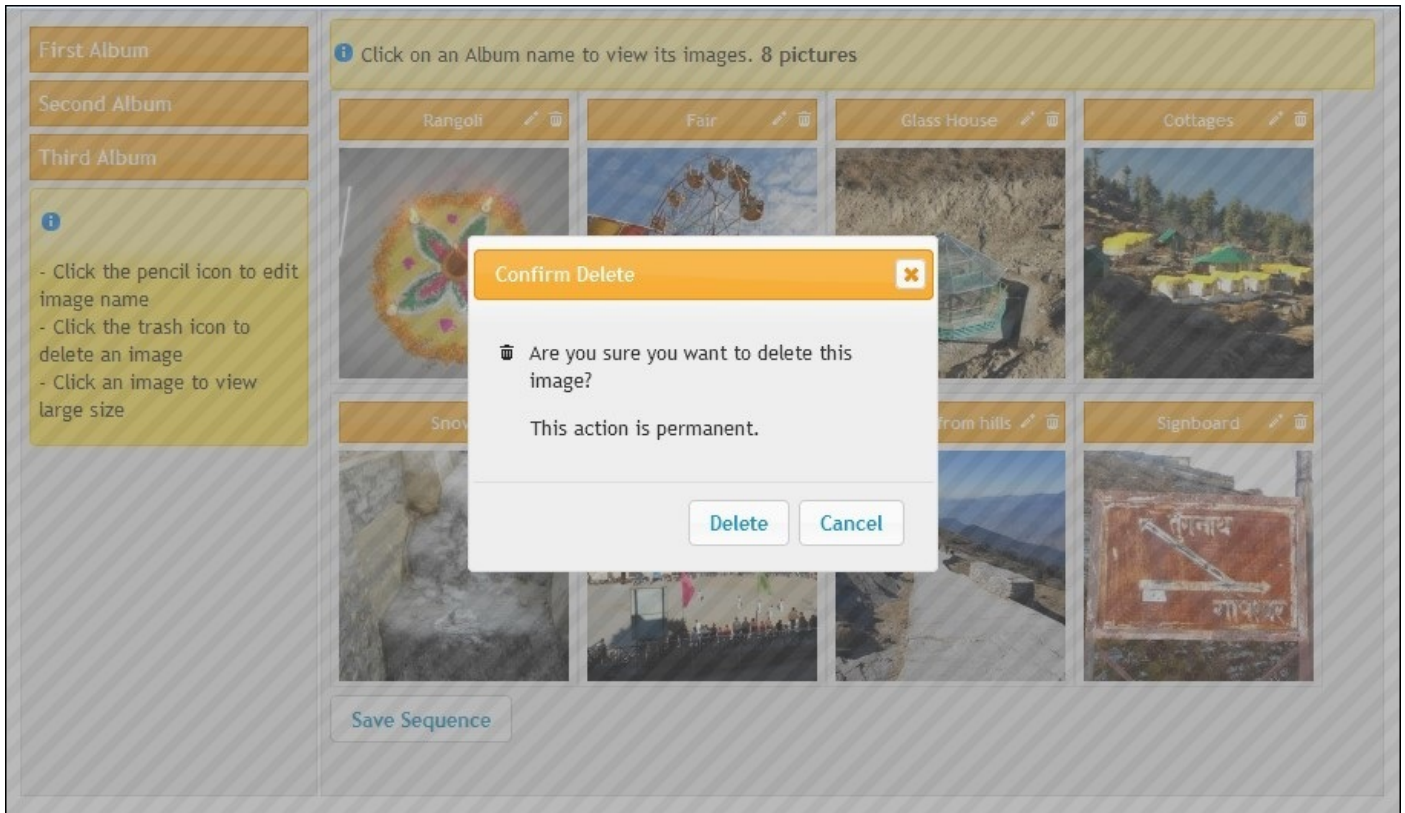 First Album
Second Album
Third Album
- Click the pencil icon to edit
image name
- Click the trash icon to
delete an image
- Click an image to view
large size
Click on an Album name to view its images. 8 pictures
Rangoli
Fair
Glass House
Cottages
Confirm Delete
Are you sure you want to delete this
image?
This action is permanent.
Delete
Cancel
from hills
Signboard
तुंगनाथ
Save Sequence